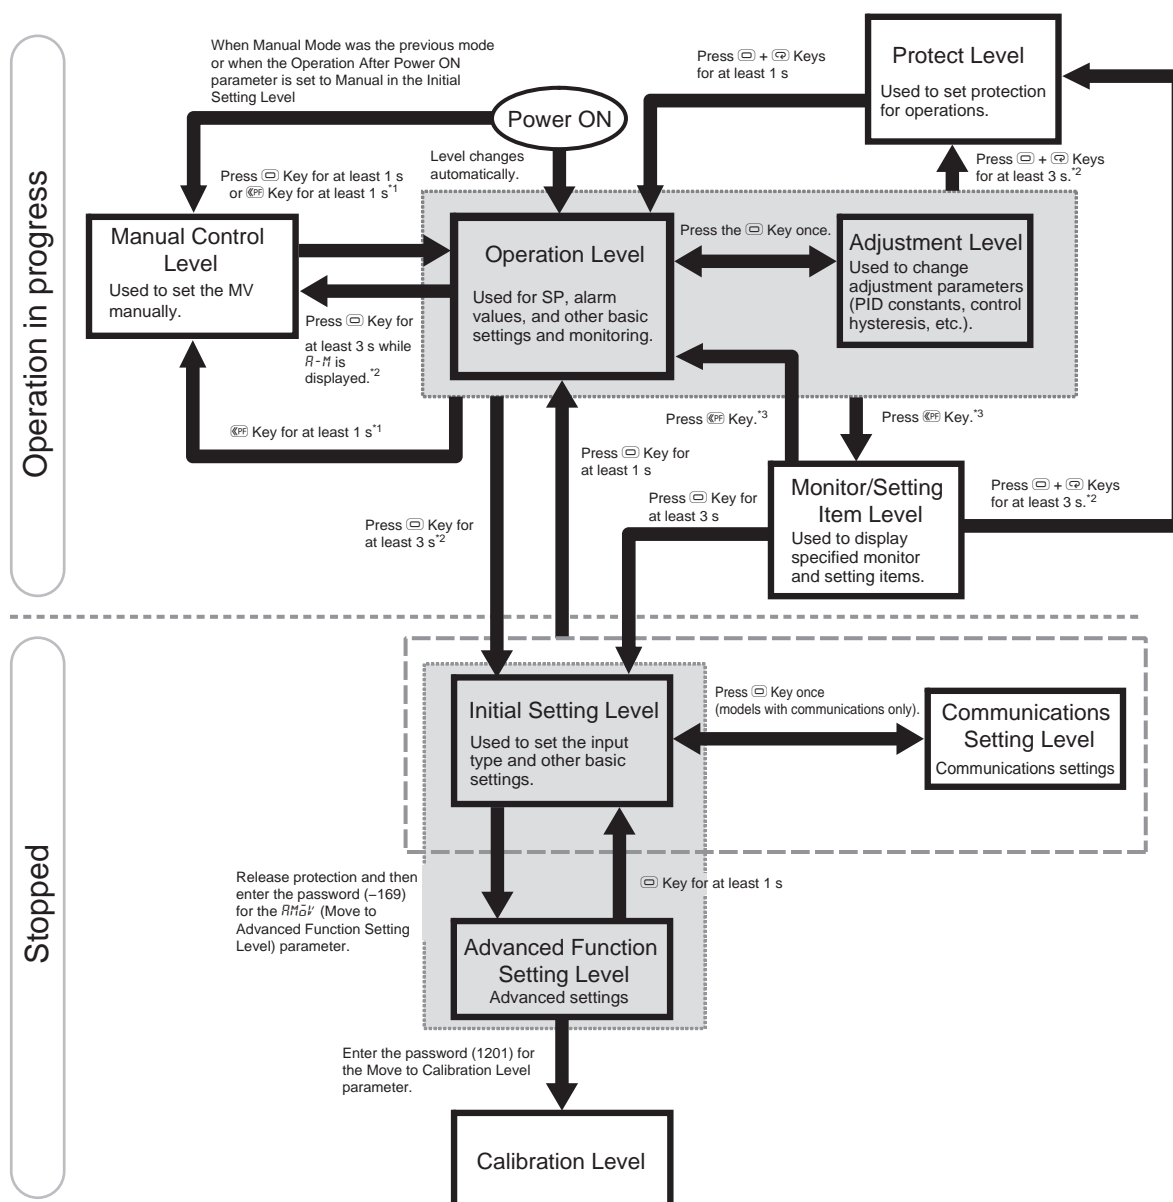 Operation in progress
When Manual Mode was the previous mode
or when the Operation After Power ON
parameter is set to Manual in the Initial
Setting Level
Power ON
Level changes
automatically.
Press + Keys
for at least 1 s
Protect Level
Used to set protection
for operations.
Press + Keys
for at least 3 s.*2
Press Key for at least 1 s
or PF Key for at least 1 s*1
Manual Control
Level
Used to set the MV
manually.
Press Key for
at least 3 s while
A-M is
displayed.*2
Operation Level
Used for SP, alarm
values, and other basic
settings and monitoring.
Press the Key once.
Adjustment Level
Used to change
adjustment parameters
(PID constants, control
hysteresis, etc.).
PF Key for at least 1 s*1
Press PF Key.*3
Press PF Key.*3
Press Key for
at least 1 s
Press Key for
at least 3 s
Press Key for
at least 3 s*2
Monitor/Setting
Item Level
Used to display
specified monitor
and setting items.
Press + Keys
for at least 3 s.*2
Stopped
Initial Setting Level
Used to set the input
type and other basic
settings.
Press Key once
(models with communications only).
Communications
Setting Level
Communications settings
Release protection and then
enter the password (−169)
for the AMoV (Move to
Advanced Function Setting
Level) parameter.
Key for at least 1 s
Advanced Function
Setting Level
Advanced settings
Enter the password (1201) for
the Move to Calibration Level
parameter.
Calibration Level